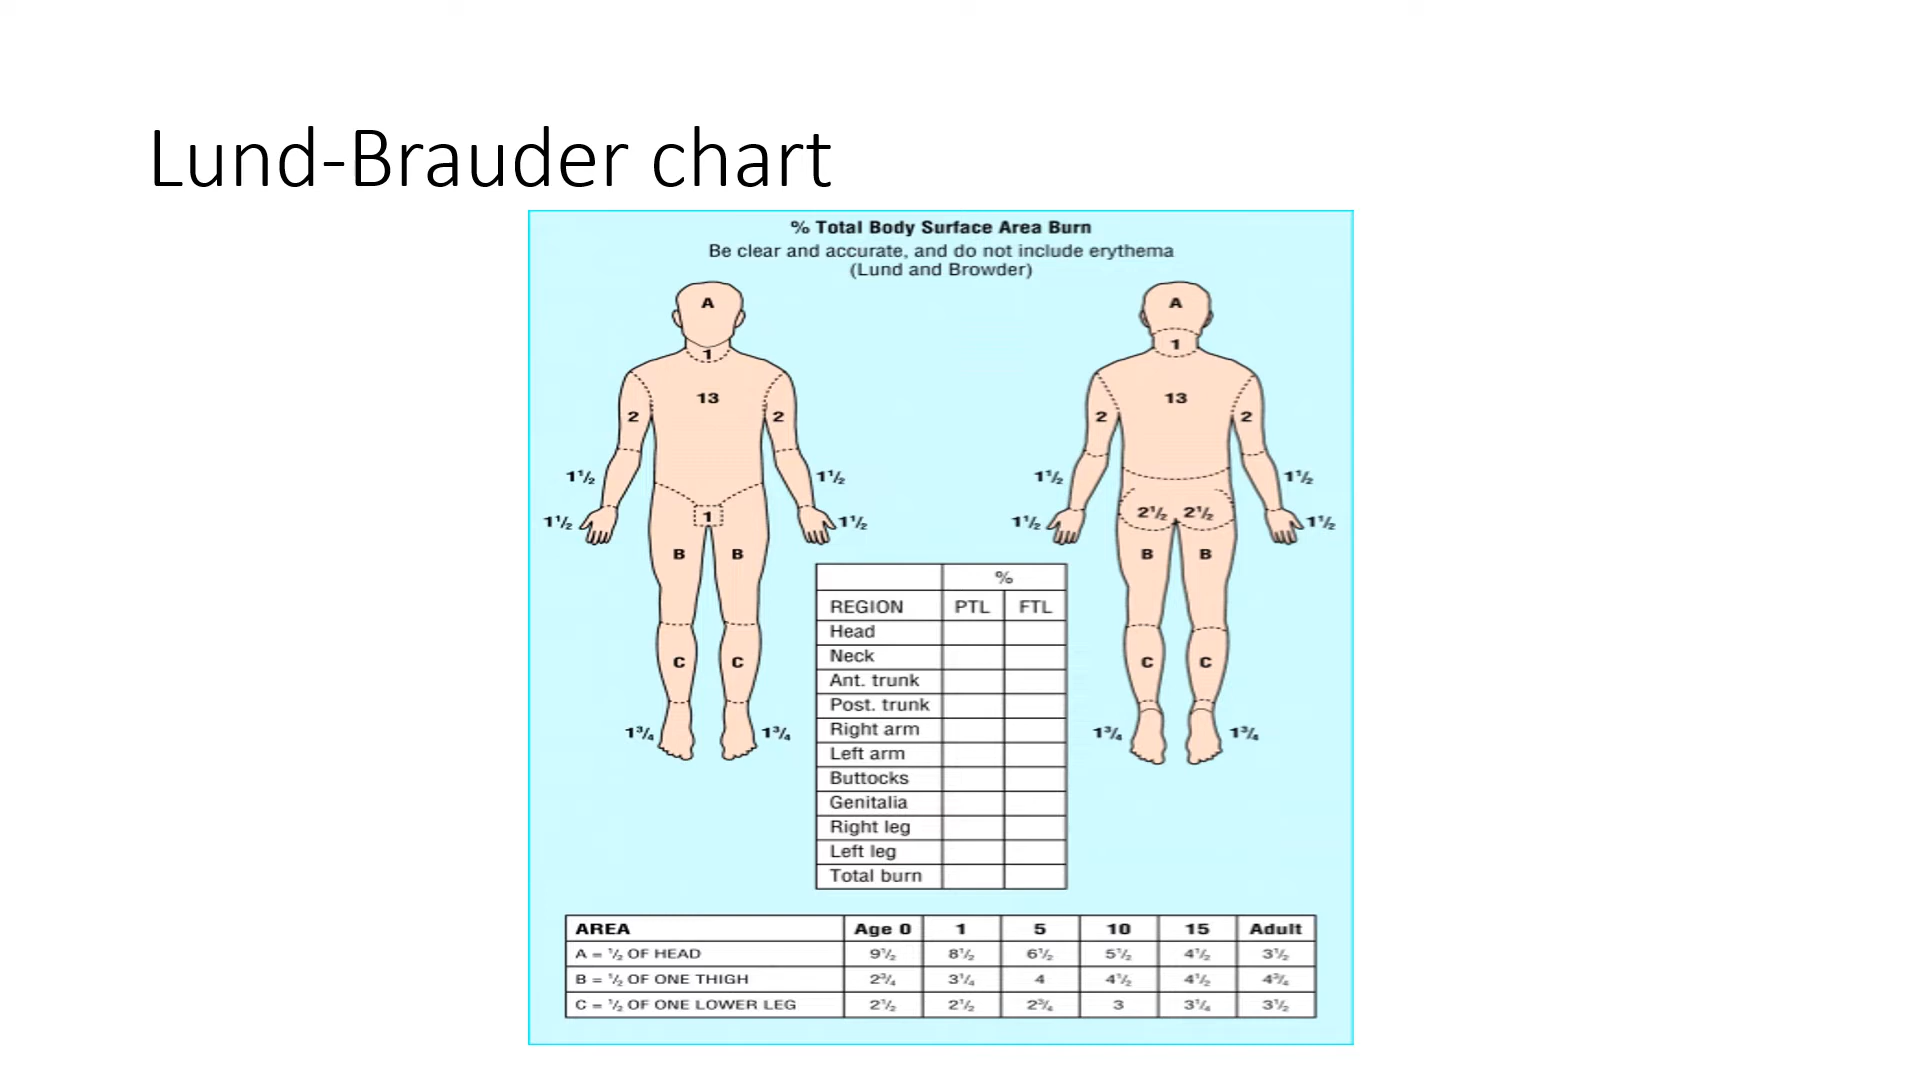 Lund-Brauder chart
% Total Body Surface Area Burn
Be clear and accurate, and do not include erythema
(Lund and Browder)
A A
1 1
13 13
2 2 2 2
1½ 1½ 1½ 1½
1½ 1½ 1½ 1½
1 2½ 2½
B B B B
C C C C
1¾ 1¾ 1¾ 1¾
%
REGION PTL FTL
Head
Neck
Ant. trunk
Post. trunk
Right arm
Left arm
Buttocks
Genitalia
Right leg
Left leg
Total burn
AREA Age 0 1 5 10 15 Adult
A = ½ OF HEAD 9½ 8½ 6½ 5½ 4½ 3½
B = ½ OF ONE THIGH 2¾ 3¼ 4 4½ 4½ 4¾
C = ½ OF ONE LOWER LEG 2½ 2½ 2¾ 3 3¼ 3½